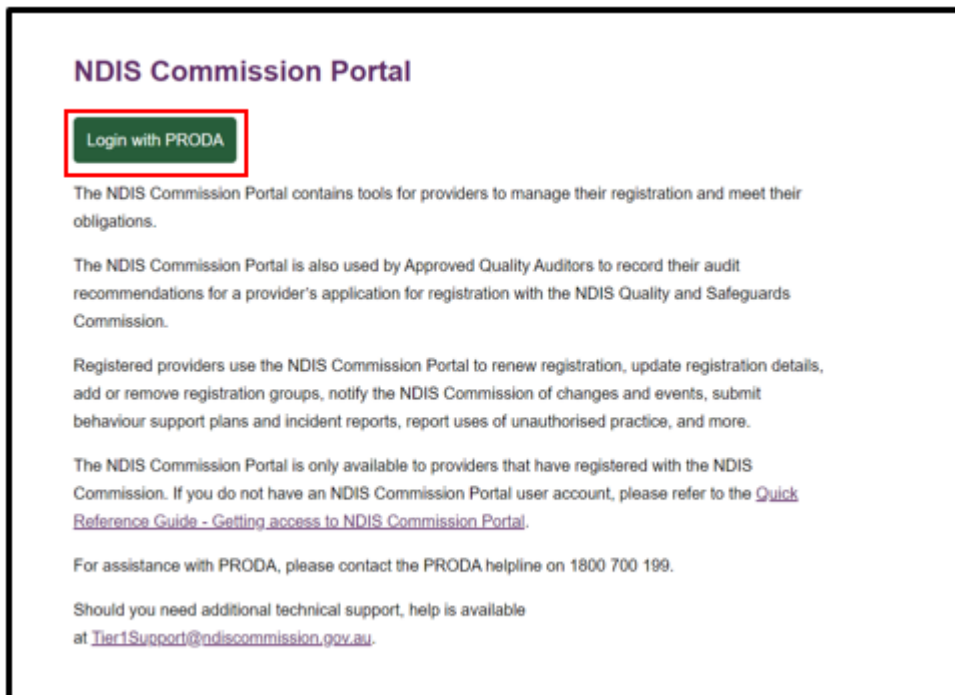 NDIS Commission Portal
Login with PRODA
The NDIS Commission Portal contains tools for providers to manage their registration and meet their
obligations.
The NDIS Commission Portal is also used by Approved Quality Auditors to record their audit
recommendations for a provider's application for registration with the NDIS Quality and Safeguards
Commission.
Registered providers use the NDIS Commission Portal to renew registration, update registration details,
add or remove registration groups, notify the NDIS Commission of changes and events, submit
behaviour support plans and incident reports, report uses of unauthorised practice, and more.
The NDIS Commission Portal is only available to providers that have registered with the NDIS
Commission. If you do not have an NDIS Commission Portal user account, please refer to the Quick
Reference Guide - Getting access to NDIS Commission Portal.
For assistance with PRODA, please contact the PRODA helpline on 1800 700 199.
Should you need additional technical support, help is available
at Tier1Support@ndiscommission.gov.au.